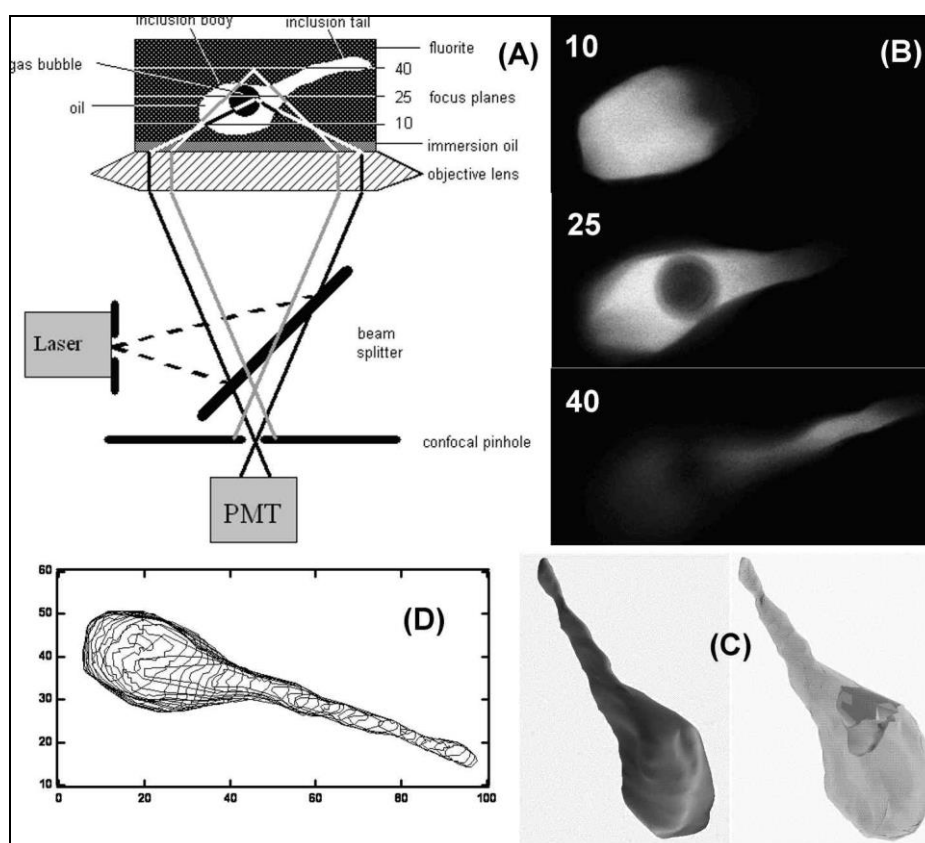 inclusion body
inclusion tail
(A)
fluorite
gas bubble
40
oil
25
focus planes
10
immersion oil
objective lens
Laser
beam
splitter
confocal pinhole
PMT
(B)
10
25
40
(C)
(D)
60
50
40
30
20
10
0
20
40
60
80
100